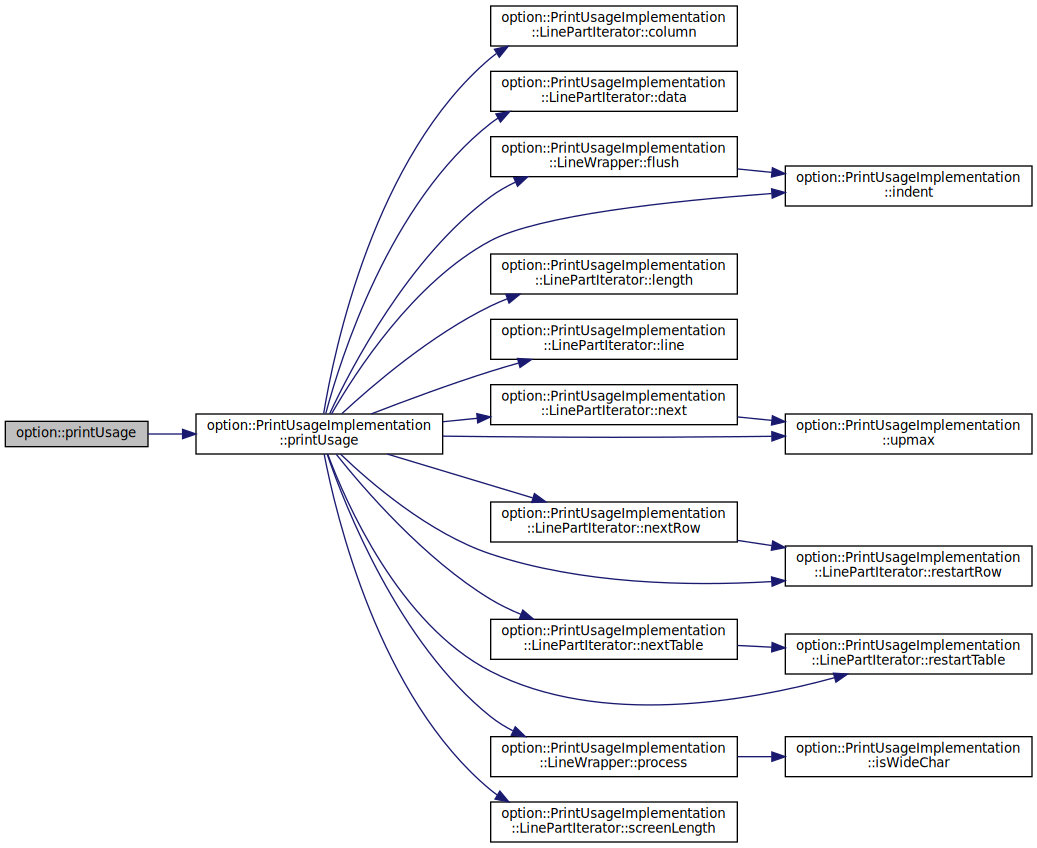 option::printUsage
option::PrintUsageImplementation
::printUsage
option::PrintUsageImplementation
::LinePartIterator::column
option::PrintUsageImplementation
::LinePartIterator::data
option::PrintUsageImplementation
::LineWrapper::flush
option::PrintUsageImplementation
::indent
option::PrintUsageImplementation
::LinePartIterator::length
option::PrintUsageImplementation
::LinePartIterator::line
option::PrintUsageImplementation
::LinePartIterator::next
option::PrintUsageImplementation
::upmax
option::PrintUsageImplementation
::LinePartIterator::nextRow
option::PrintUsageImplementation
::LinePartIterator::restartRow
option::PrintUsageImplementation
::LinePartIterator::nextTable
option::PrintUsageImplementation
::LinePartIterator::restartTable
option::PrintUsageImplementation
::LineWrapper::process
option::PrintUsageImplementation
::isWideChar
option::PrintUsageImplementation
::LinePartIterator::screenLength